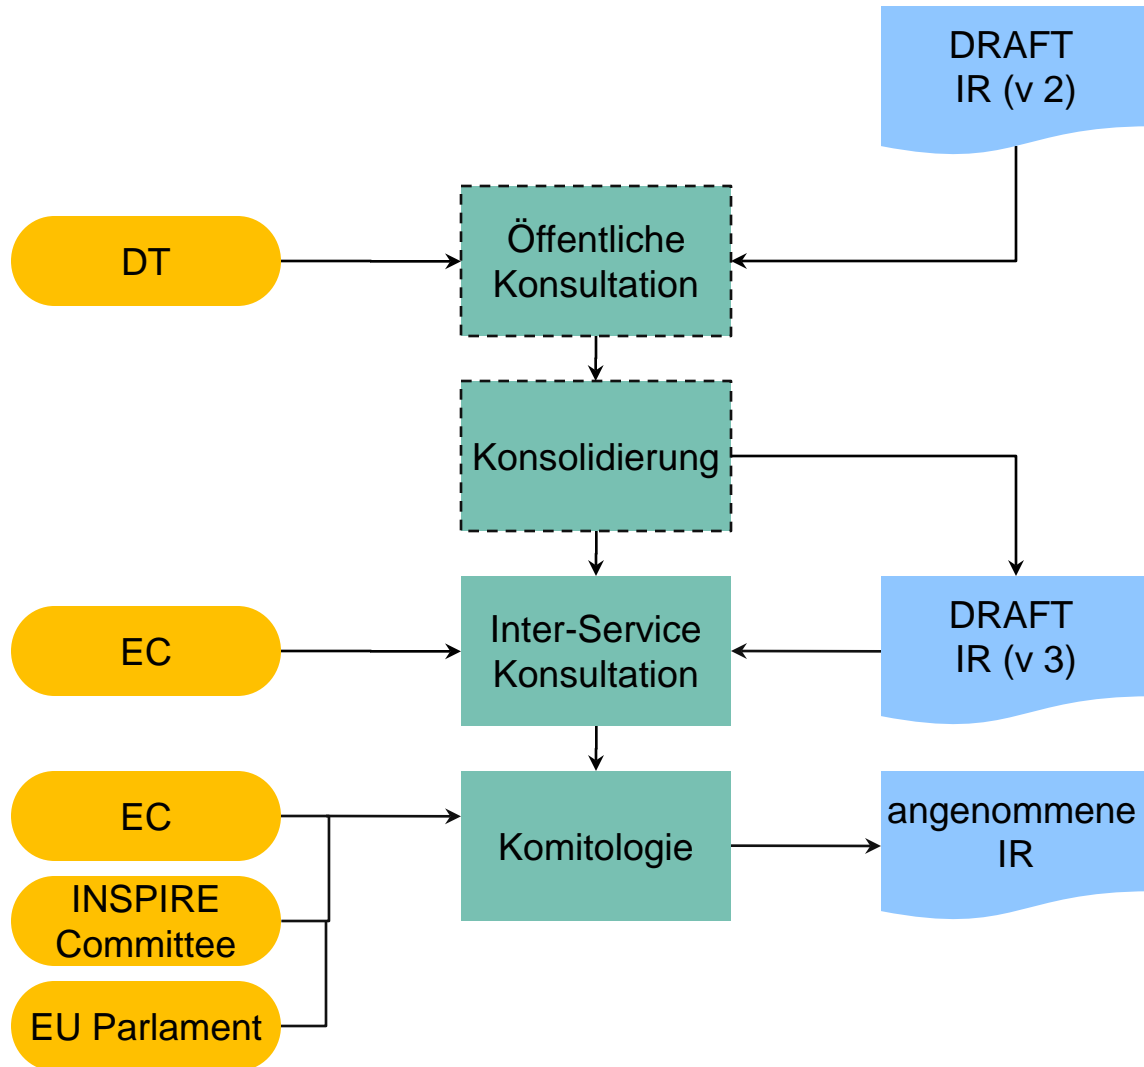 DRAFT
IR (v 2)
DT
Öffentliche
Konsultation
Konsolidierung
EC
Inter-Service
Konsultation
DRAFT
IR (v 3)
EC
INSPIRE
Committee
EU Parlament
Komitologie
angenommene
IR